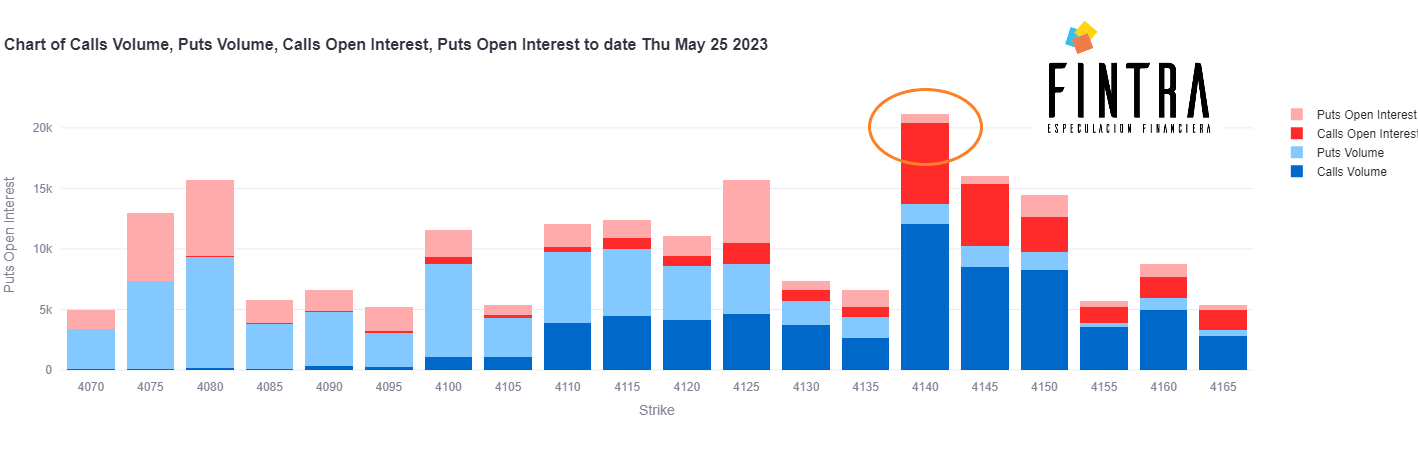 Chart of Calls Volume, Puts Volume, Calls Open Interest, Puts Open Interest to date Thu May 25 2023
FINTRA
ESPECULACION FINANCIERA
Puts Open Interest
Calls Open Interest
Puts Volume
Calls Volume
Puts Open Interest
20k
15k
10k
5k
0
4070 4075 4080 4085 4090 4095 4100 4105 4110 4115 4120 4125 4130 4135 4140 4145 4150 4155 4160 4165
Strike